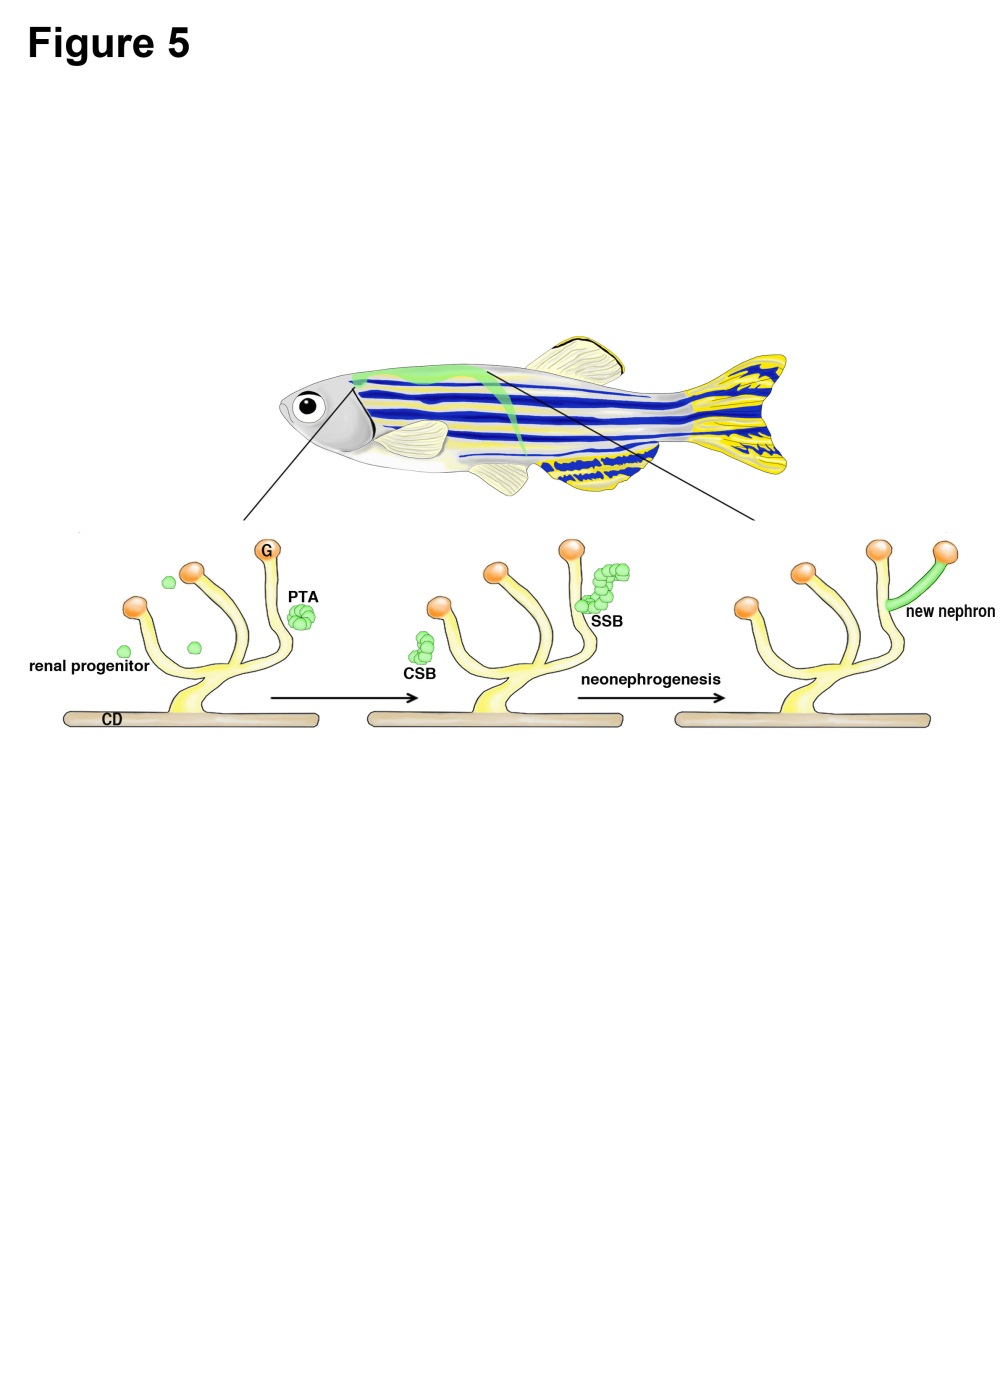 Figure 5
G
PTA
renal progenitor
CD
CSB
SSB
neonephrogenesis
new nephron